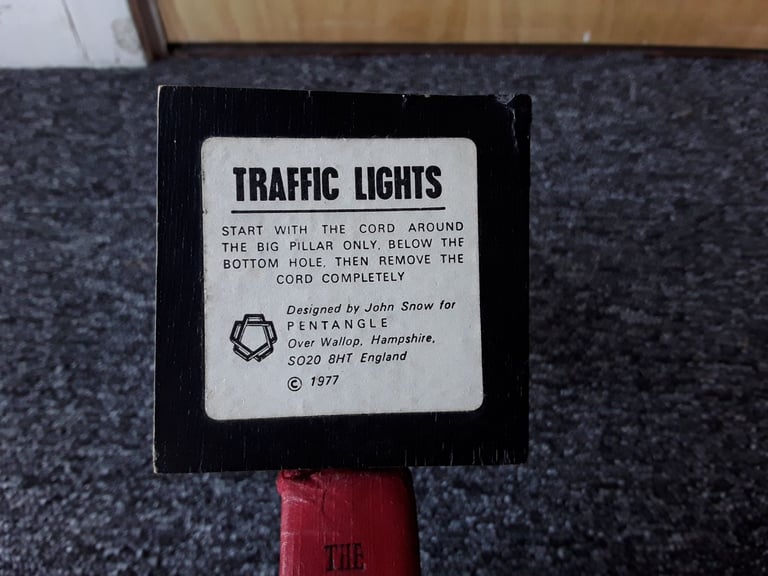 TRAFFIC LIGHTS
START WITH THE CORD AROUND
THE BIG PILLAR ONLY, BELOW THE
BOTTOM HOLE, THEN REMOVE THE
CORD COMPLETELY
Designed by John Snow for
PENTANGLE
Over Wallop, Hampshire,
SO20 8HT England
© 1977
THE